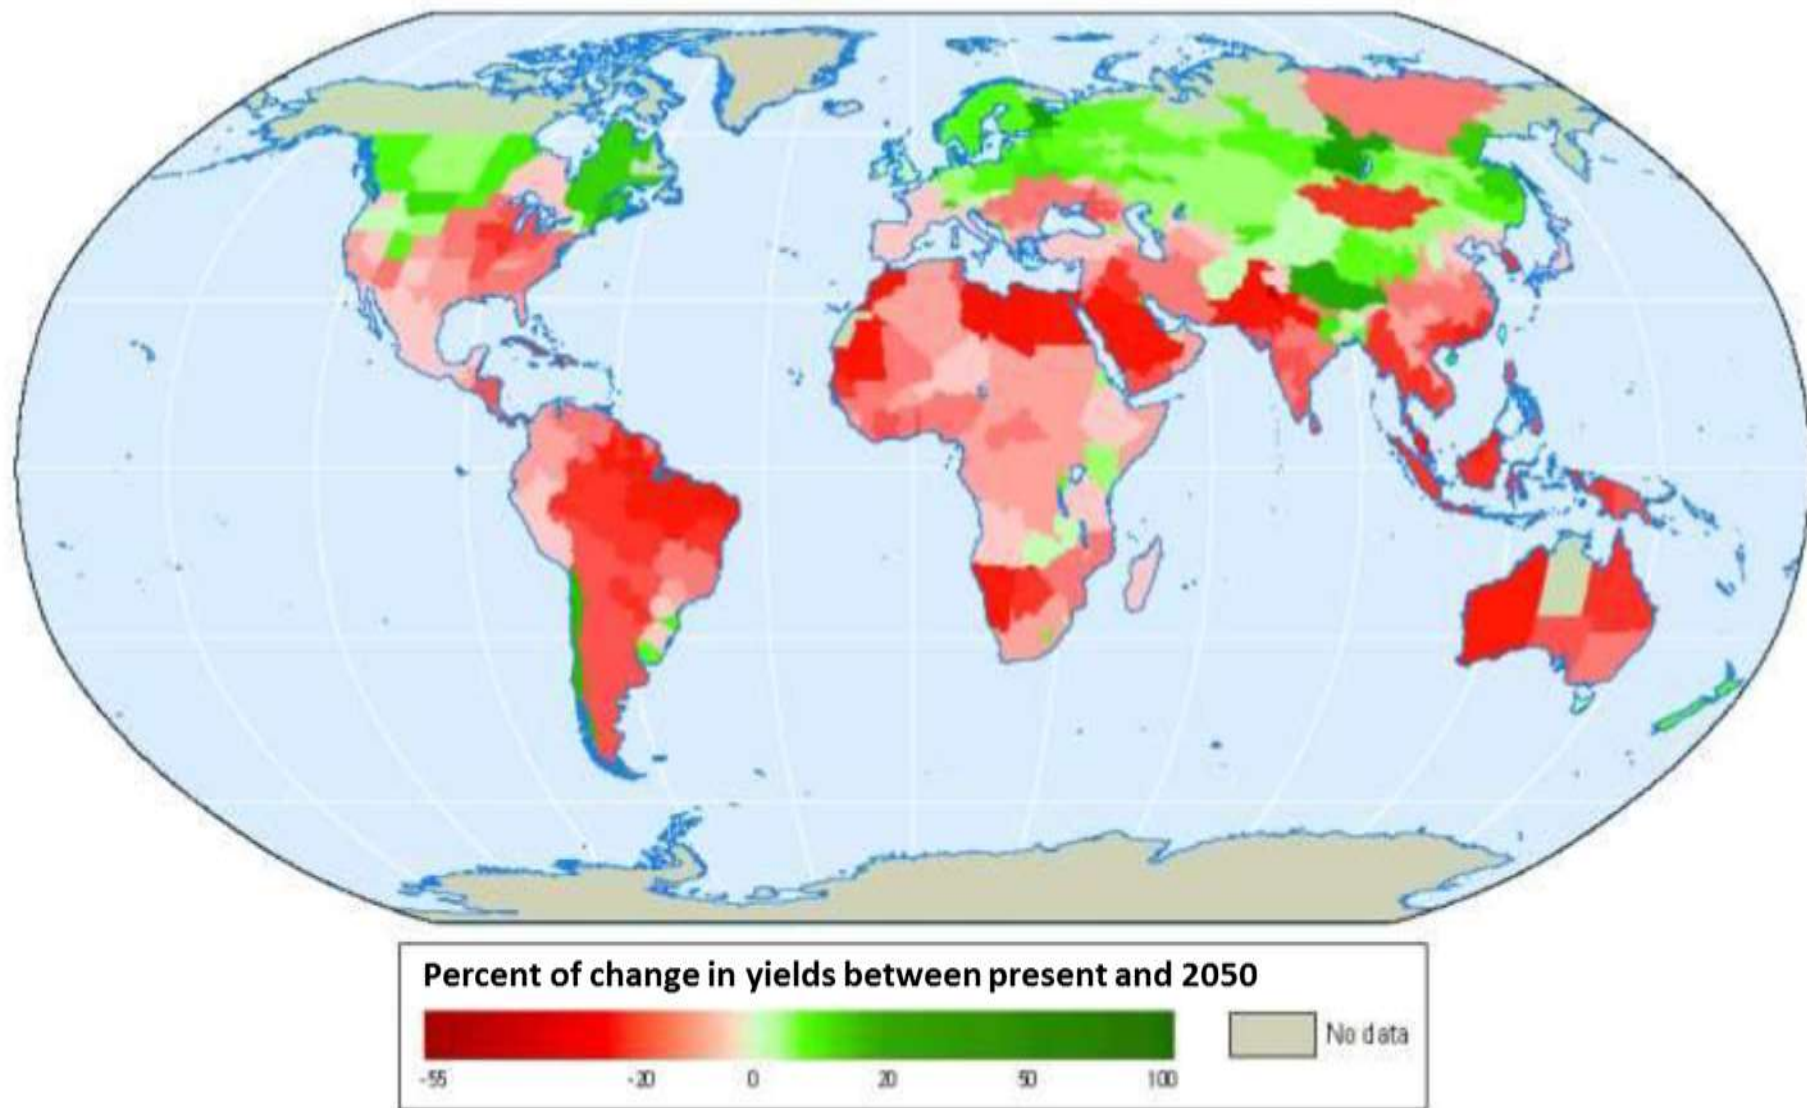 Percent of change in yields between present and 2050
No data
-55 -20 0 20 50 100